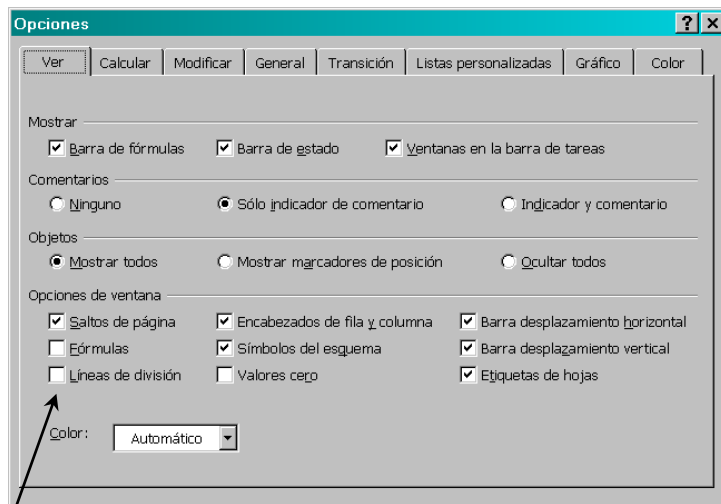 Opciones
Ver Calcular Modificar General Transición Listas personalizadas Gráfico Color
Mostrar
Barra de fórmulas Barra de estado Ventanas en la barra de tareas
Comentarios
Ninguno Sólo indicador de comentario Indicador y comentario
Objetos
Mostrar todos Mostrar marcadores de posición Ocultar todos
Opciones de ventana
Saltos de página Encabezados de fila y columna Barra desplazamiento horizontal
Fórmulas Símbolos del esquema Barra desplazamiento vertical
Líneas de división Valores cero Etiquetas de hojas
Color: Automático